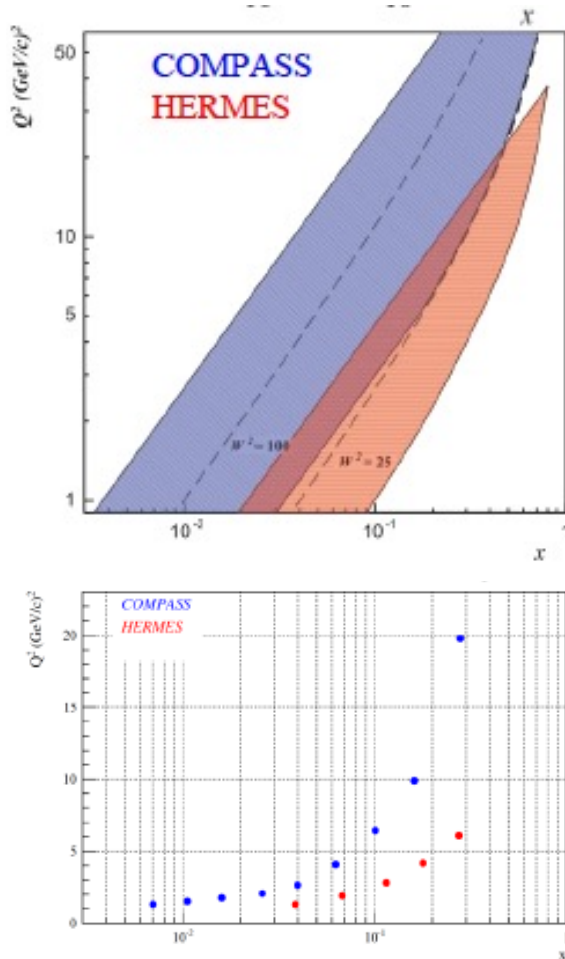 x
Q² (GeV/c)²
50
10
5
1
COMPASS
HERMES
W² = 100
W² = 25
10⁻²
10⁻¹
1
x
Q² (GeV/c)²
COMPASS
HERMES
20
15
10
5
0
10⁻²
10⁻¹
x